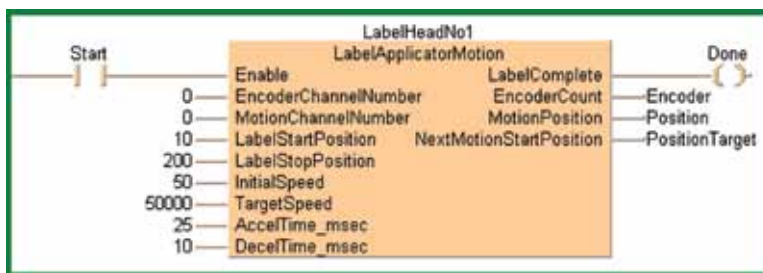 LabelHeadNo1
Start LabelApplicatorMotion Done
Enable LabelComplete
0 EncoderChannelNumber EncoderCount Encoder
0 MotionChannelNumber MotionPosition Position
10 LabelStartPosition NextMotionStartPosition PositionTarget
200 LabelStopPosition
50 InitialSpeed
50000 TargetSpeed
25 AccelTime_msec
10 DecelTime_msec